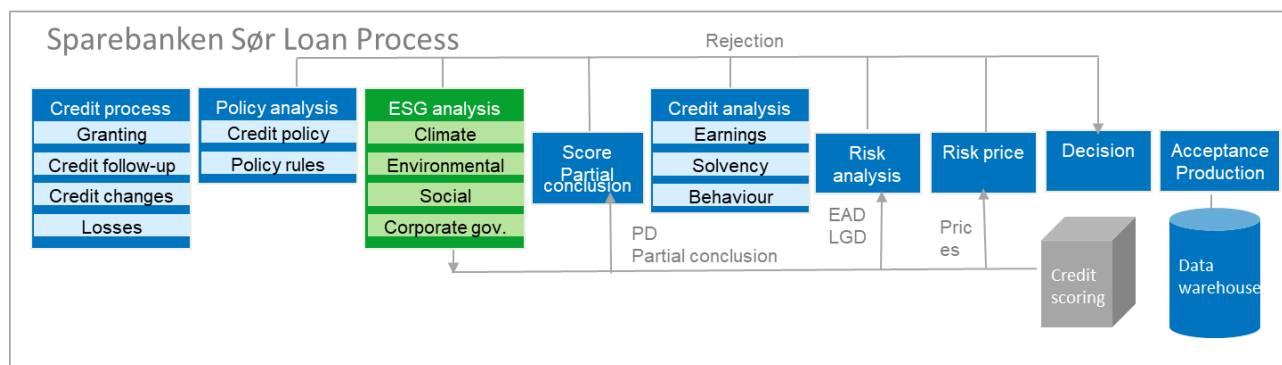 Sparebanken Sør Loan Process
Rejection
Credit process
Granting
Credit follow-up
Credit changes
Losses
Policy analysis
Credit policy
Policy rules
ESG analysis
Climate
Environmental
Social
Corporate gov.
Score
Partial
conclusion
Credit analysis
Earnings
Solvency
Behaviour
Risk
analysis
Risk price
Decision
Acceptance
Production
PD
Partial conclusion
EAD
LGD
Pric
es
Credit
scoring
Data
warehouse